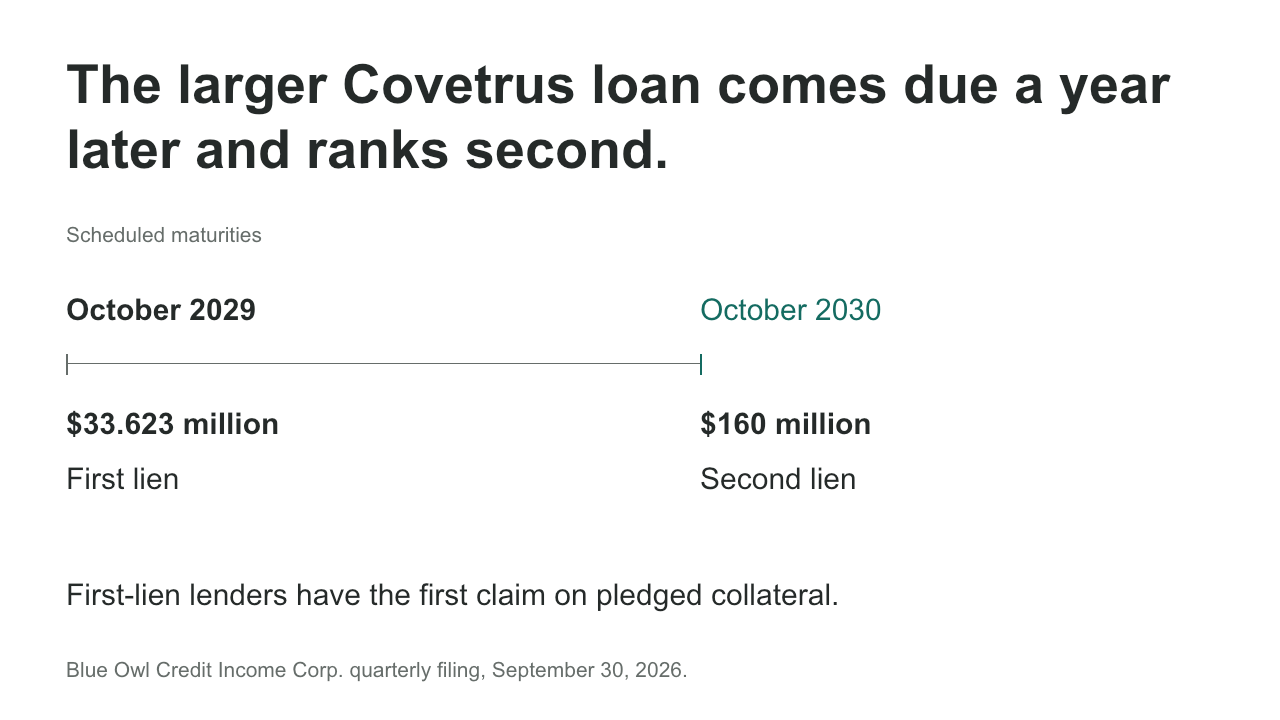 The larger Covetrus loan comes due a year
later and ranks second.
Scheduled maturities
October 2029
October 2030
$33.623 million
$160 million
First lien
Second lien
First-lien lenders have the first claim on pledged collateral.
Blue Owl Credit Income Corp. quarterly filing, September 30, 2026.